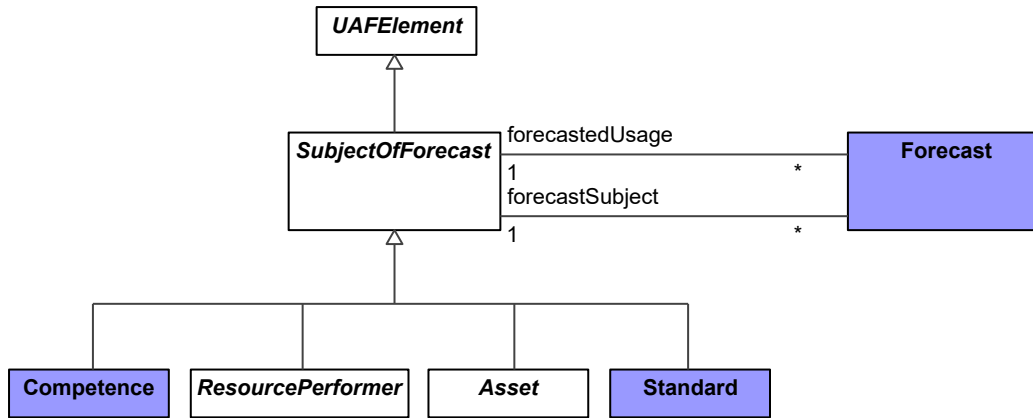 UAFElement
SubjectOfForecast
forecastedUsage
1
*
forecastSubject
1
*
Forecast
Competence
ResourcePerformer
Asset
Standard